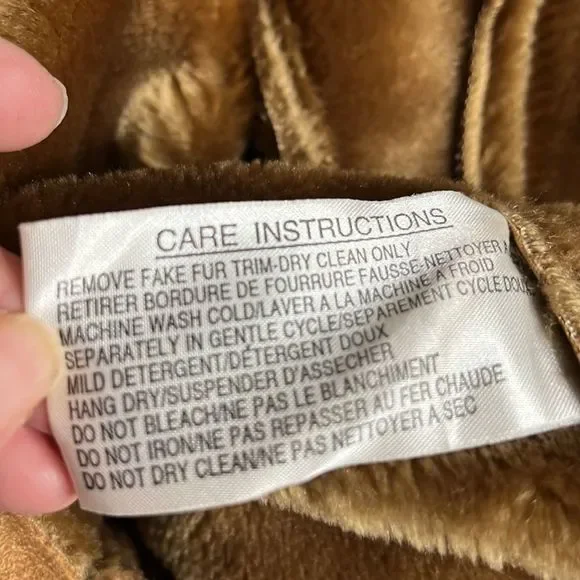 CARE INSTRUCTIONS
REMOVE FAKE FUR TRIM-DRY CLEAN ONLY
RETIRER BORDURE DE FOURRURE FAUSSE-NETTOYER A
MACHINE WASH COLD/LAVER A LA MACHINE A FROID
SEPARATELY IN GENTLE CYCLE/SEPAREMENT CYCLE DOUX
MILD DETERGENT/DETERGENT DOUX
HANG DRY/SUSPENDER D'ASSECHER
DO NOT BLEACH/NE PAS LE BLANCHIMENT
DO NOT IRON/NE PAS REPASSER AU FER CHAUDE
DO NOT DRY CLEAN/NE PAS NETTOYER A SEC